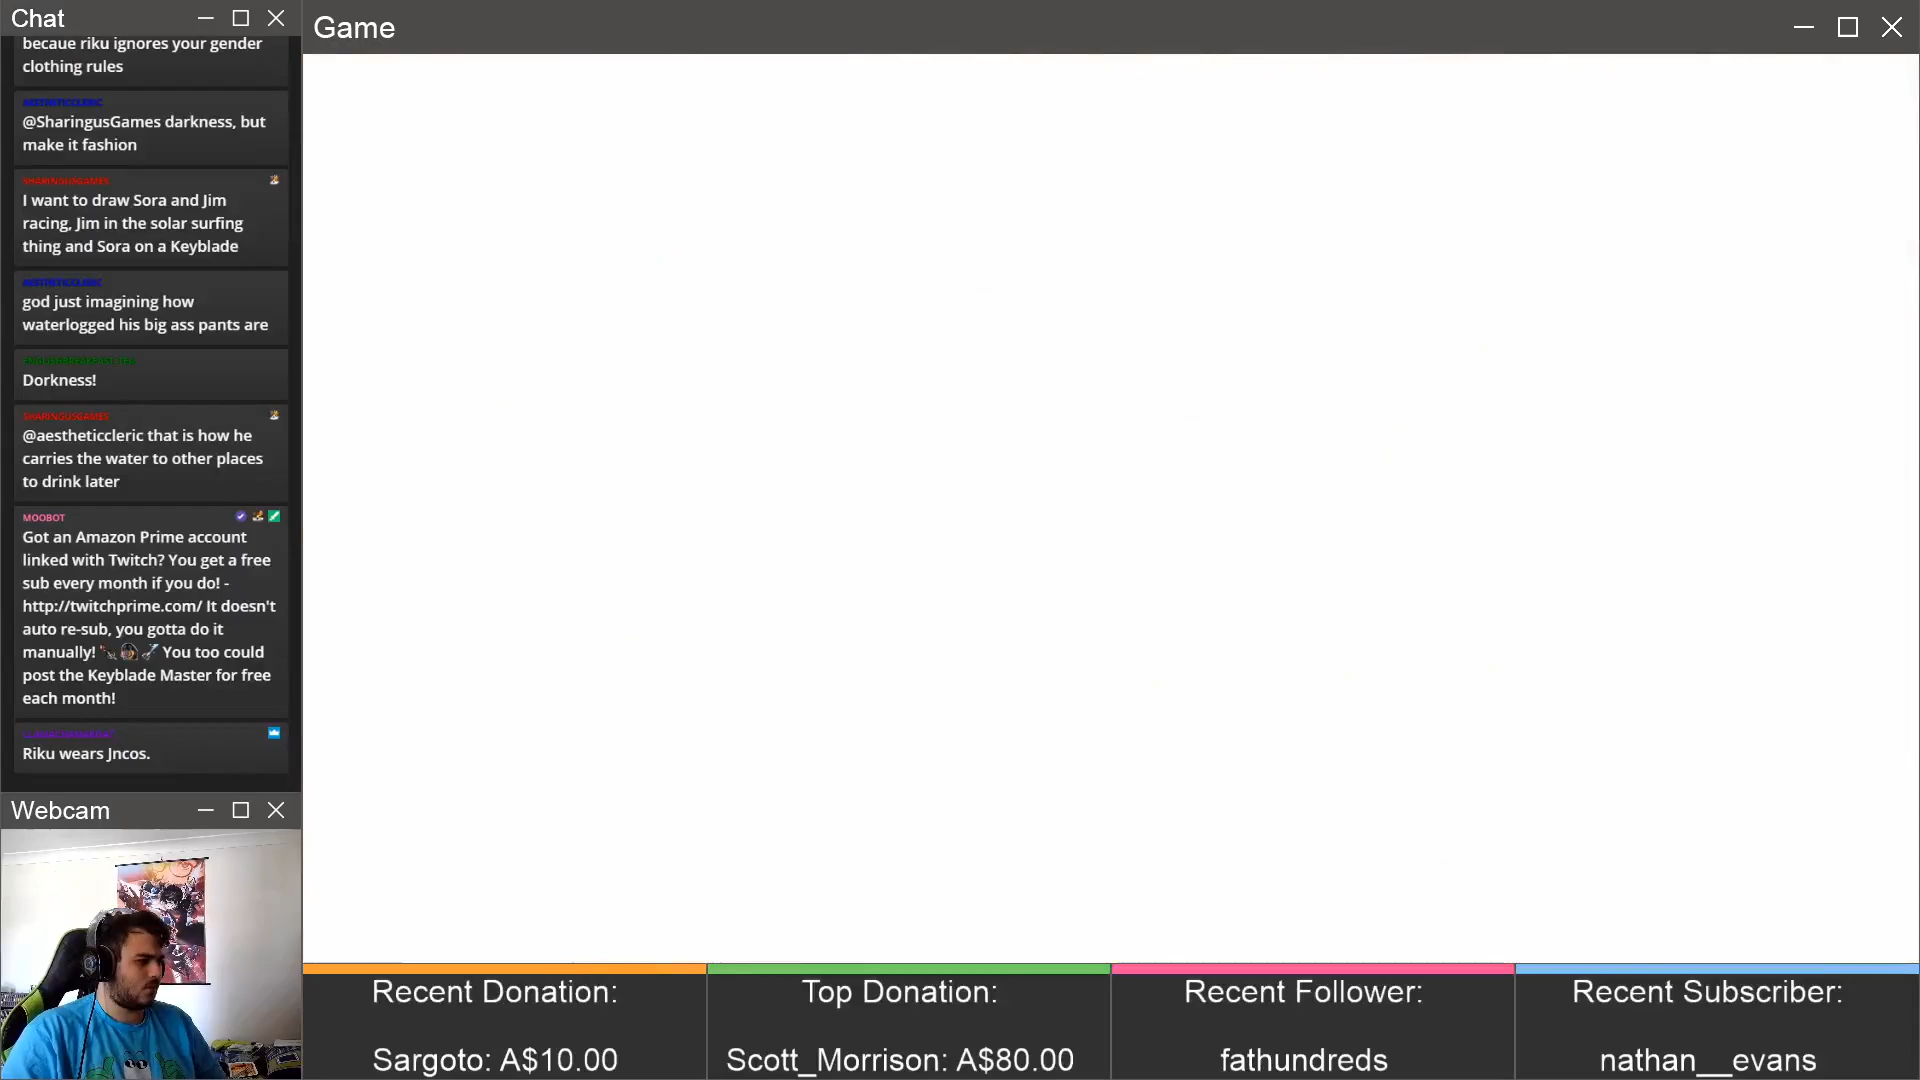 Chat
becaue riku ignores your gender
clothing rules
AESTHETICCLERIC
@SharingusGames darkness, but
make it fashion
SHARINGUSGAMES
I want to draw Sora and Jim
racing, Jim in the solar surfing
thing and Sora on a Keyblade
AESTHETICCLERIC
god just imagining how
waterlogged his big ass pants are
Dorkness!
SHARINGUSGAMES
@aestheticcleric that is how he
carries the water to other places
to drink later
MOOBOT
Got an Amazon Prime account
linked with Twitch? You get a free
sub every month if you do! -
http://twitchprime.com/ It doesn't
auto re-sub, you gotta do it
manually! You too could
post the Keyblade Master for free
each month!
Riku wears Jncos.
Webcam
Game
Recent Donation:
Sargoto: A$10.00
Top Donation:
Scott_Morrison: A$80.00
Recent Follower:
fathundreds
Recent Subscriber:
nathan__evans